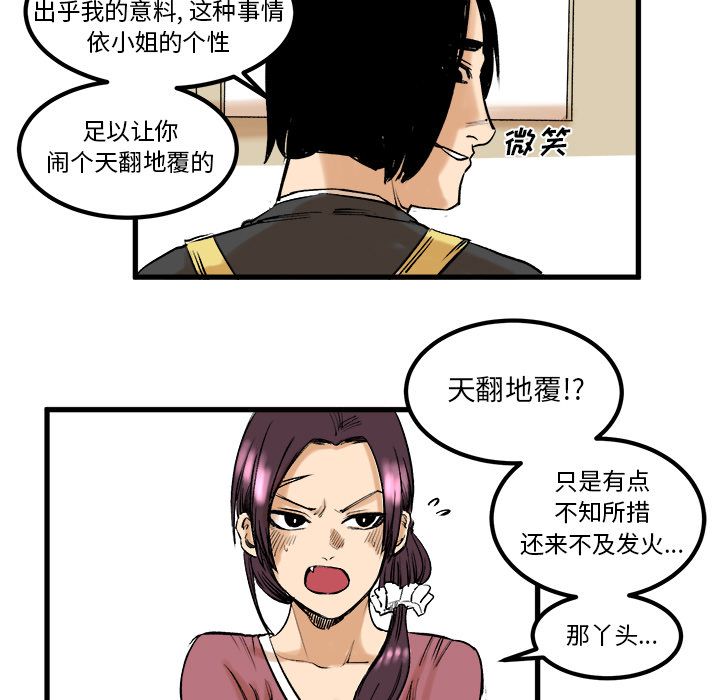 出乎我的意料, 这种事情
依小姐的个性
足以让你
闹个天翻地覆的
微笑
天翻地覆!?
只是有点
不知所措
还来不及发火...
那丫头...